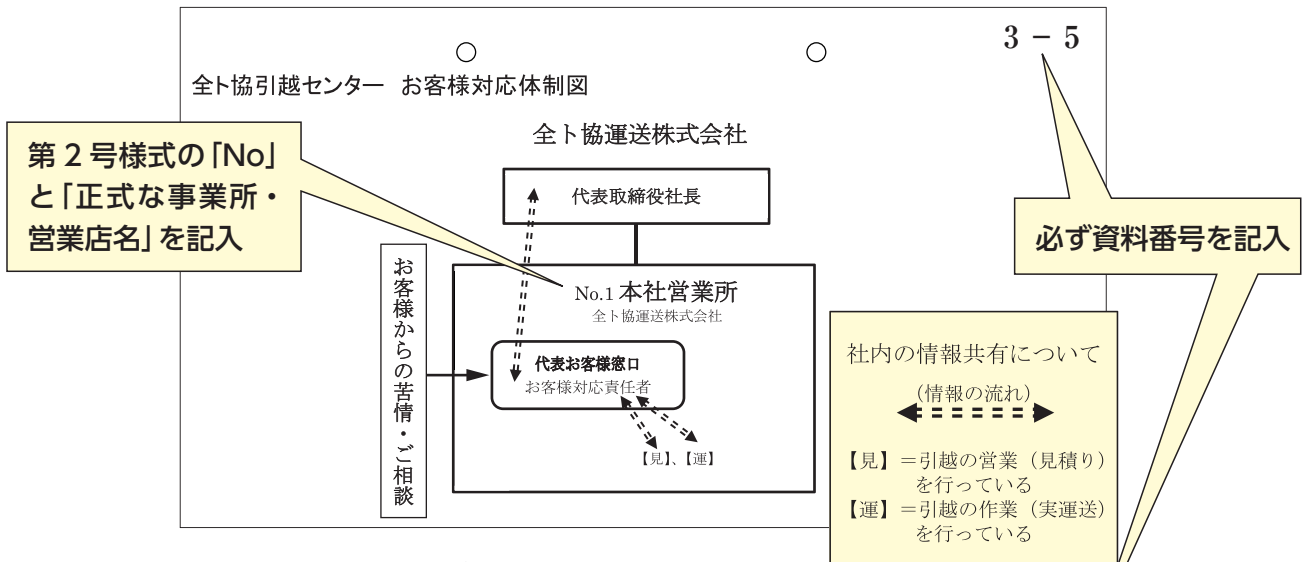 3 － 5
全ト協引越センター　お客様対応体制図
全ト協運送株式会社
第２号様式の「No」
と「正式な事業所・
営業店名」を記入
代表取締役社長
必ず資料番号を記入
お客様からの苦情・ご相談
No.1 本社営業所
全ト協運送株式会社
代表お客様窓口
お客様対応責任者
【見】、【運】
社内の情報共有について
（情報の流れ）
【見】＝引越の営業（見積り）
を行っている
【運】＝引越の作業（実運送）
を行っている